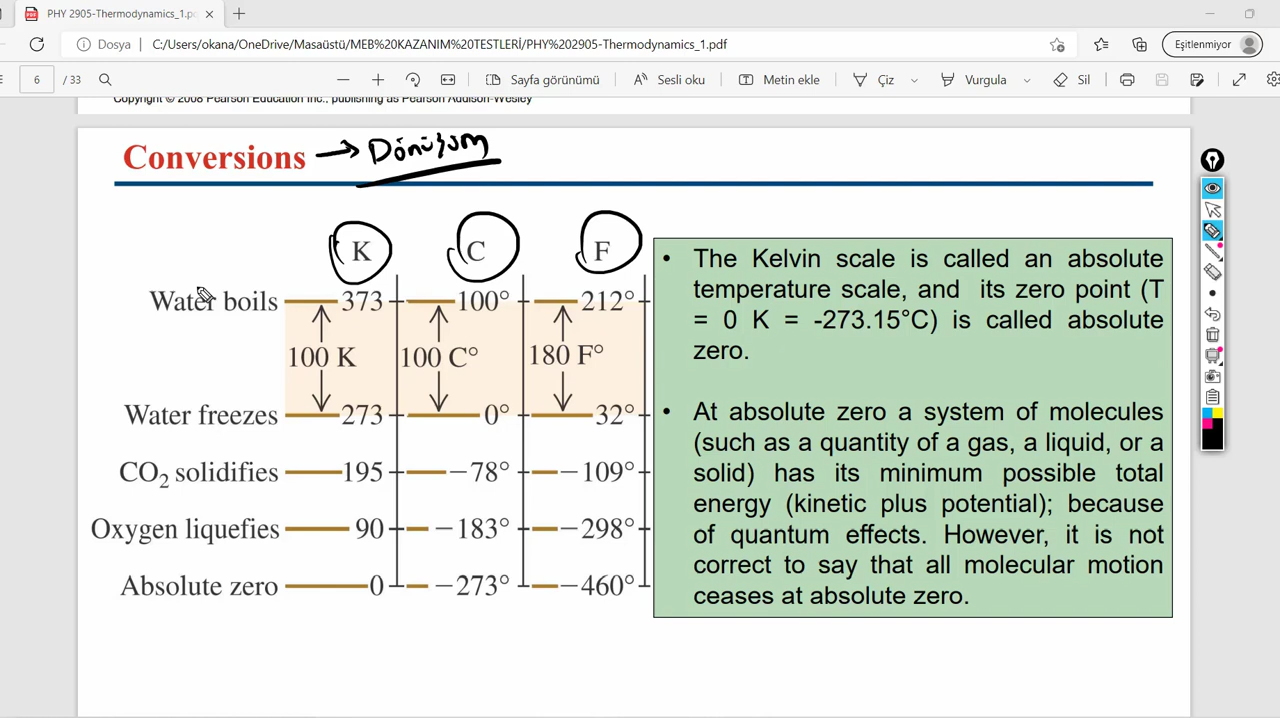 PHY 2905-Thermodynamics_1.pd
Dosya
C:/Users/okana/OneDrive/Masaüstü/MEB%20KAZANIM%20TESTLERİ/PHY%202905-Thermodynamics_1.pdf
Eşitlenmiyor
6 / 33
Sayfa görünümü
Sesli oku
Metin ekle
Çiz
Vurgula
Sil
Copyright © 2008 Pearson Education Inc., publishing as Pearson Addison-Wesley
Conversions → Dönüşüm
K C F
Water boils 373 100° 212°
100 K 100 C° 180 F°
Water freezes 273 0° 32°
CO2 solidifies 195 −78° −109°
Oxygen liquefies 90 −183° −298°
Absolute zero 0 −273° −460°
• The Kelvin scale is called an absolute
temperature scale, and its zero point (T
= 0 K = -273.15°C) is called absolute
zero.
• At absolute zero a system of molecules
(such as a quantity of a gas, a liquid, or a
solid) has its minimum possible total
energy (kinetic plus potential); because
of quantum effects. However, it is not
correct to say that all molecular motion
ceases at absolute zero.